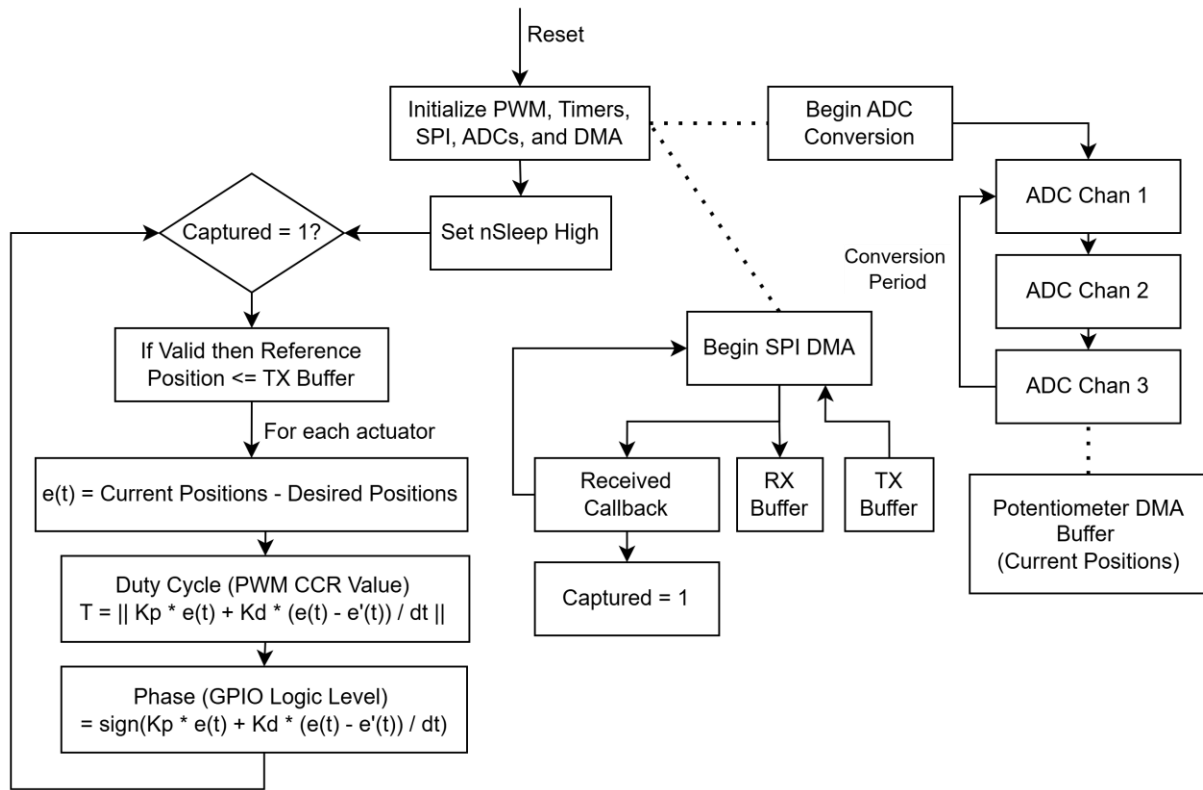 Reset
Initialize PWM, Timers,
SPI, ADCs, and DMA
Begin ADC
Conversion
Captured = 1?
Set nSleep High
ADC Chan 1
Conversion
Period
ADC Chan 2
If Valid then Reference
Position <= TX Buffer
Begin SPI DMA
ADC Chan 3
For each actuator
e(t) = Current Positions - Desired Positions
Received
Callback
RX
Buffer
TX
Buffer
Potentiometer DMA
Buffer
(Current Positions)
Duty Cycle (PWM CCR Value)
T = || Kp * e(t) + Kd * (e(t) - e'(t)) / dt ||
Captured = 1
Phase (GPIO Logic Level)
= sign(Kp * e(t) + Kd * (e(t) - e'(t)) / dt)